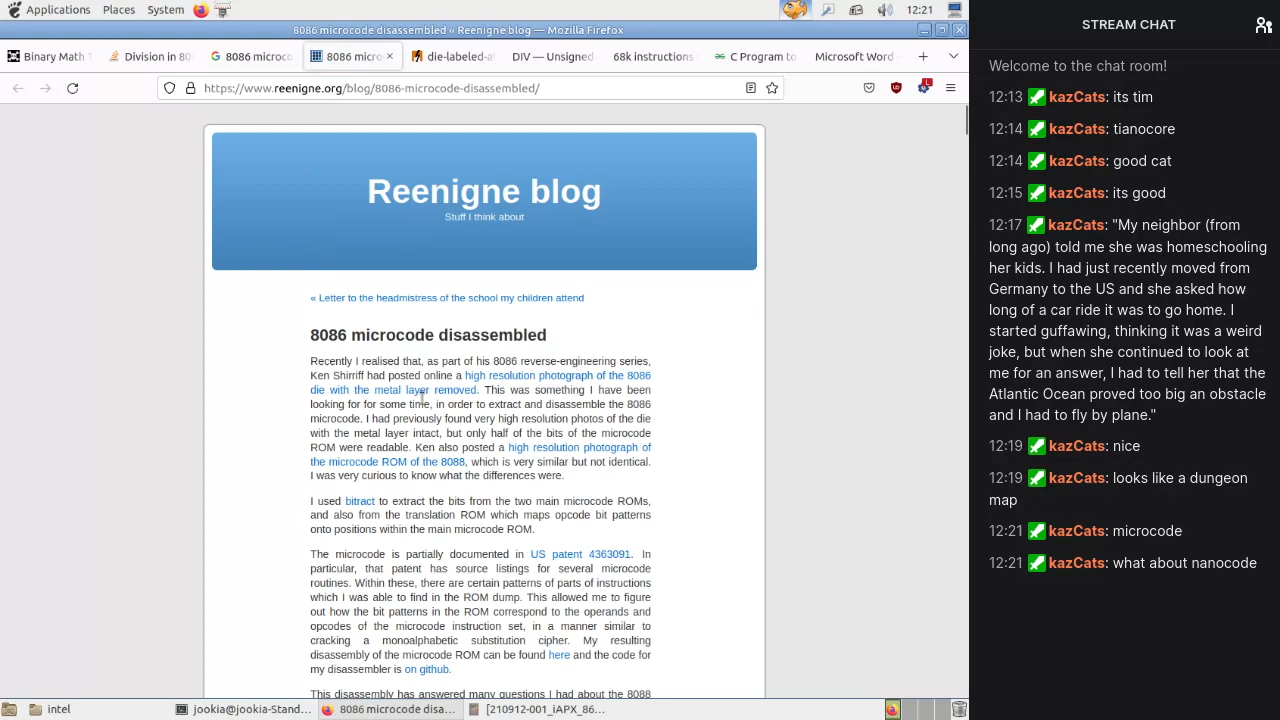 Applications Places System 12:21
8086 microcode disassembled « Reenigne blog — Mozilla Firefox
Binary Math Division in 80 8086 microco 8086 micro die-labeled-a DIV — Unsigned 68k instructions C Program to Microsoft Word
https://www.reenigne.org/blog/8086-microcode-disassembled/
Reenigne blog
Stuff I think about
« Letter to the headmistress of the school my children attend
8086 microcode disassembled
Recently I realised that, as part of his 8086 reverse-engineering series,
Ken Shirriff had posted online a high resolution photograph of the 8086
die with the metal layer removed. This was something I have been
looking for for some time, in order to extract and disassemble the 8086
microcode. I had previously found very high resolution photos of the die
with the metal layer intact, but only half of the bits of the microcode
ROM were readable. Ken also posted a high resolution photograph of
the microcode ROM of the 8088, which is very similar but not identical.
I was very curious to know what the differences were.
I used bitract to extract the bits from the two main microcode ROMs,
and also from the translation ROM which maps opcode bit patterns
onto positions within the main microcode ROM.
The microcode is partially documented in US patent 4363091. In
particular, that patent has source listings for several microcode
routines. Within these, there are certain patterns of parts of instructions
which I was able to find in the ROM dump. This allowed me to figure
out how the bit patterns in the ROM correspond to the operands and
opcodes of the microcode instruction set, in a manner similar to
cracking a monoalphabetic substitution cipher. My resulting
disassembly of the microcode ROM can be found here and the code for
my disassembler is on github.
This disassembly has answered many questions I had about the 8088
intel jookia@jookia-Stand... 8086 microcode disa... [210912-001_iAPX_86...
STREAM CHAT
Welcome to the chat room!
12:13 kazCats: its tim
12:14 kazCats: tianocore
12:14 kazCats: good cat
12:15 kazCats: its good
12:17 kazCats: "My neighbor (from
long ago) told me she was homeschooling
her kids. I had just recently moved from
Germany to the US and she asked how
long of a car ride it was to go home. I
started guffawing, thinking it was a weird
joke, but when she continued to look at
me for an answer, I had to tell her that the
Atlantic Ocean proved too big an obstacle
and I had to fly by plane."
12:19 kazCats: nice
12:19 kazCats: looks like a dungeon
map
12:21 kazCats: microcode
12:21 kazCats: what about nanocode